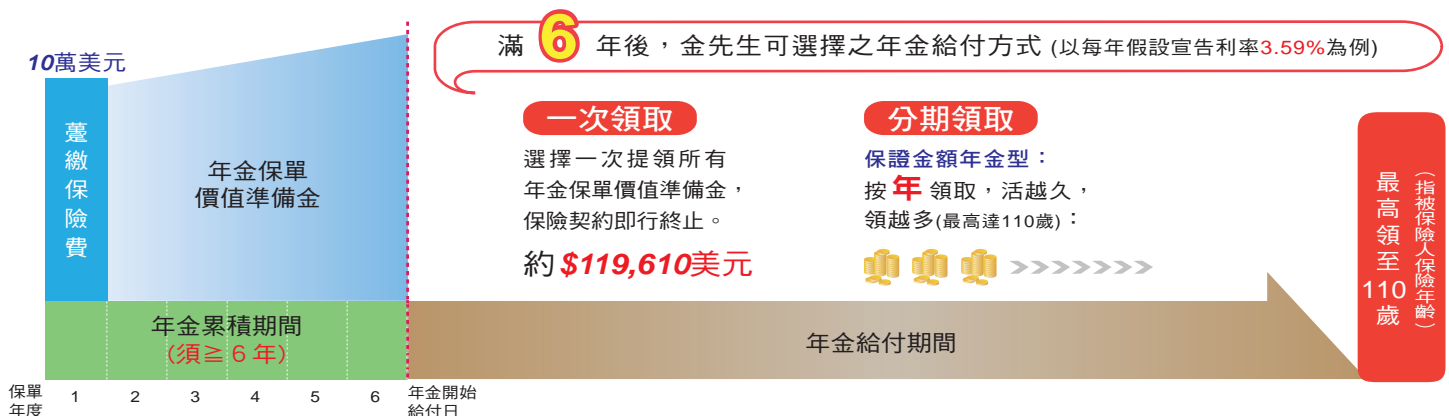 滿 6 年後，金先生可選擇之年金給付方式 (以每年假設宣告利率3.59%為例)
10萬美元
躉繳保險費
年金保單
價值準備金
一次領取
選擇一次提領所有
年金保單價值準備金，
保險契約即行終止。
約 $119,610美元
分期領取
保證金額年金型：
按 年 領取，活越久，
領越多(最高達110歲)：
最高領至110歲
（指被保險人保險年齡）
年金累積期間
(須≧6年)
年金給付期間
保單
年度
1 2 3 4 5 6
年金開始
給付日